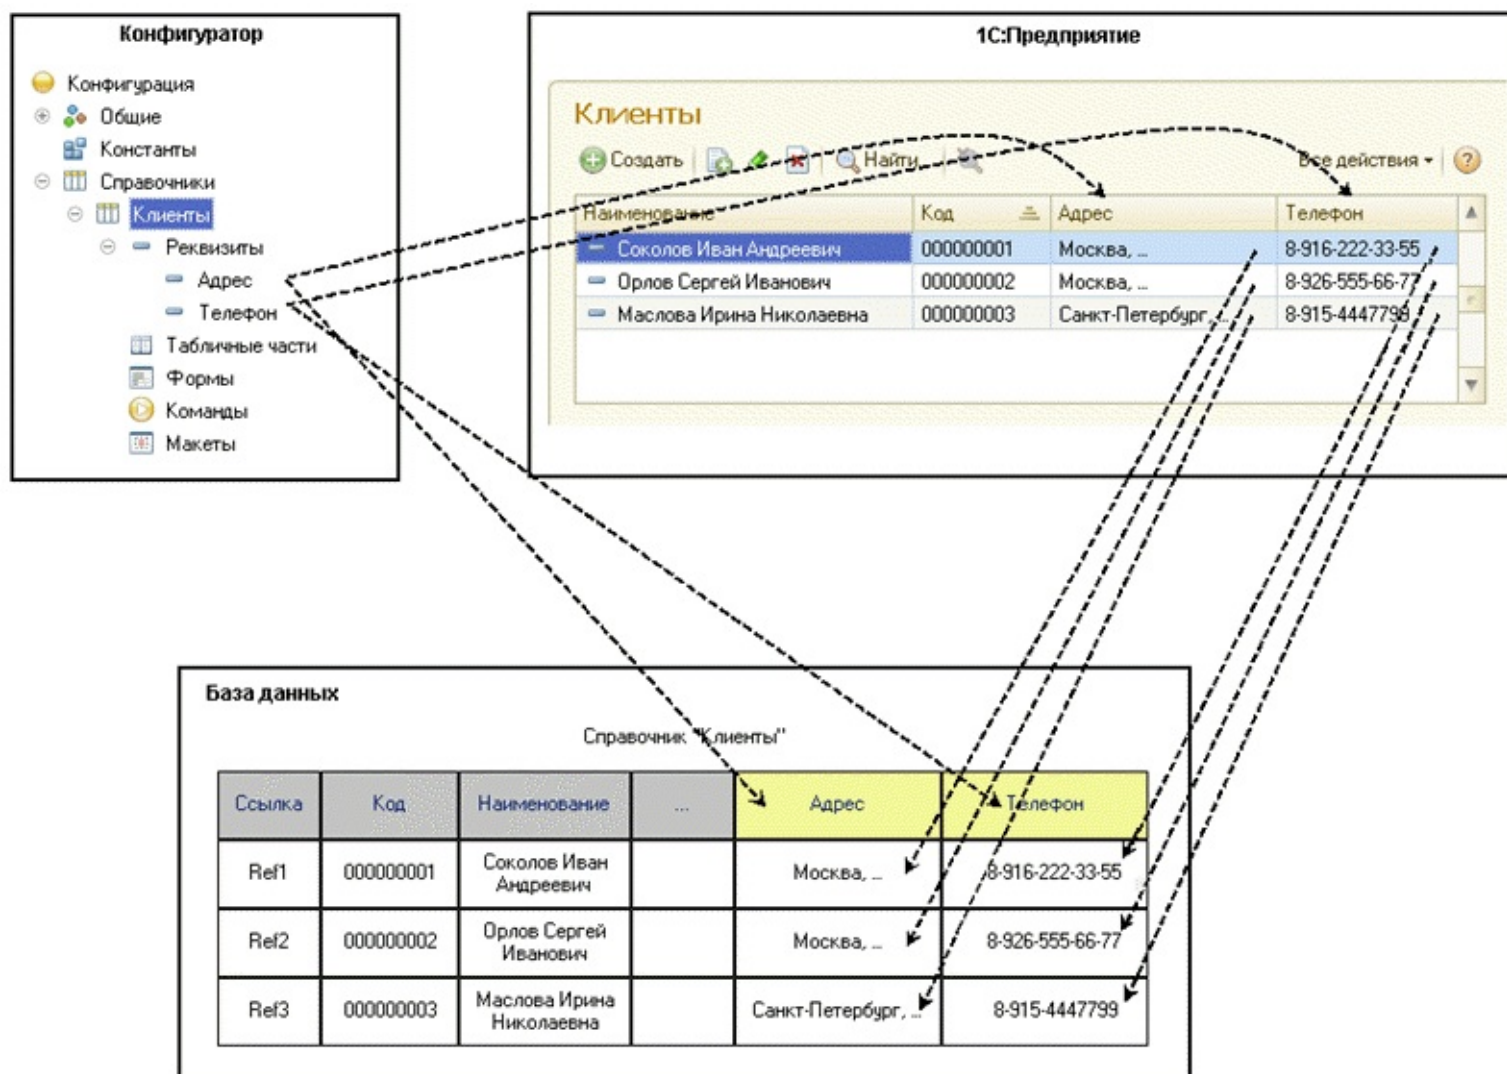 Конфигуратор
Конфигурация
Общие
Константы
Справочники
Клиенты
Реквизиты
Адрес
Телефон
Табличные части
Формы
Команды
Макеты
1С:Предприятие
Клиенты
Создать Найти... Все действия
Наименование Код Адрес Телефон
Соколов Иван Андреевич 000000001 Москва, ... 8-916-222-33-55
Орлов Сергей Иванович 000000002 Москва, ... 8-926-555-66-77
Маслова Ирина Николаевна 000000003 Санкт-Петербург, ... 8-915-4447799
База данных
Справочник "Клиенты"
Ссылка Код Наименование ... Адрес Телефон
Ref1 000000001 Соколов Иван Андреевич Москва, ... 8-916-222-33-55
Ref2 000000002 Орлов Сергей Иванович Москва, ... 8-926-555-66-77
Ref3 000000003 Маслова Ирина Николаевна Санкт-Петербург, ... 8-915-4447799